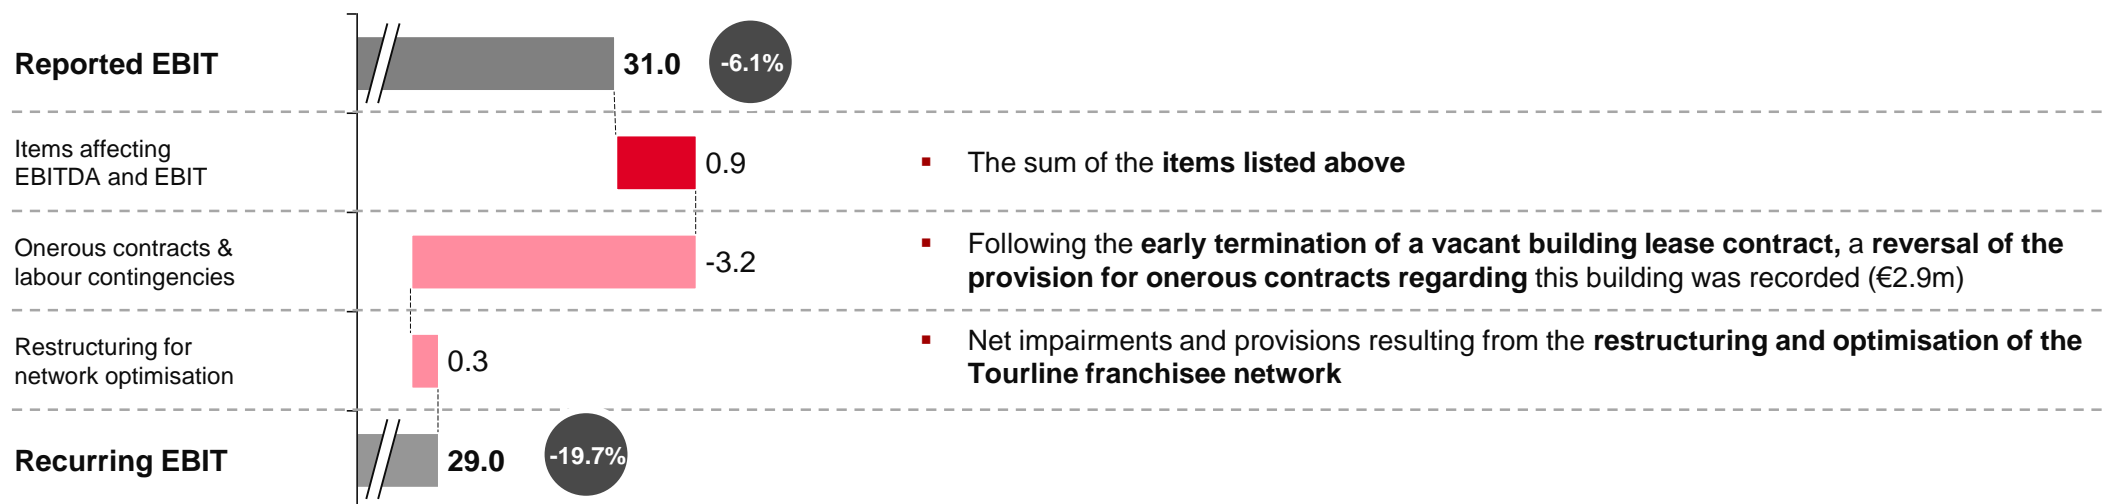 Reported EBIT
31.0
-6.1%
Items affecting
EBITDA and EBIT
0.9
▪ The sum of the items listed above
Onerous contracts &
labour contingencies
-3.2
▪ Following the early termination of a vacant building lease contract, a reversal of the
provision for onerous contracts regarding this building was recorded (€2.9m)
Restructuring for
network optimisation
0.3
▪ Net impairments and provisions resulting from the restructuring and optimisation of the
Tourline franchisee network
Recurring EBIT
29.0
-19.7%